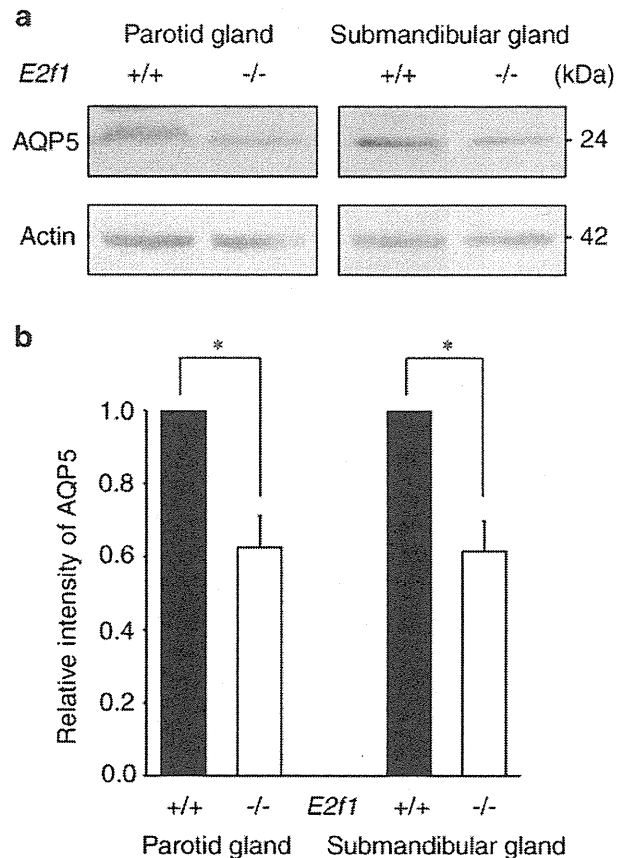 a
Parotid gland Submandibular gland
E2f1 +/+ -/- +/+ -/- (kDa)
AQP5 24
Actin 42
b
* *
Relative intensity of AQP5
1.0
0.8
0.6
0.4
0.2
0.0
+/+ -/- E2f1 +/+ -/-
Parotid gland Submandibular gland